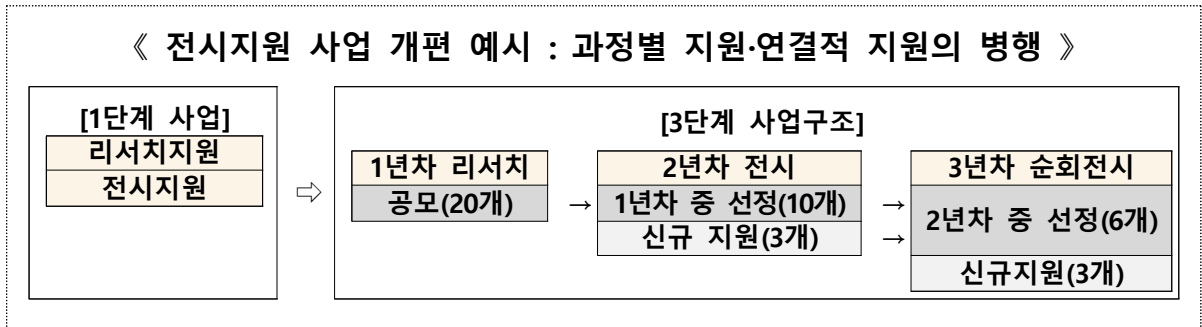 《 전시지원 사업 개편 예시 : 과정별 지원·연결적 지원의 병행 》
[1단계 사업]
리서치지원
전시지원
⇨
[3단계 사업구조]
1년차 리서치
공모(20개)
→
2년차 전시
1년차 중 선정(10개)
신규 지원(3개)
→
→
3년차 순회전시
2년차 중 선정(6개)
신규지원(3개)